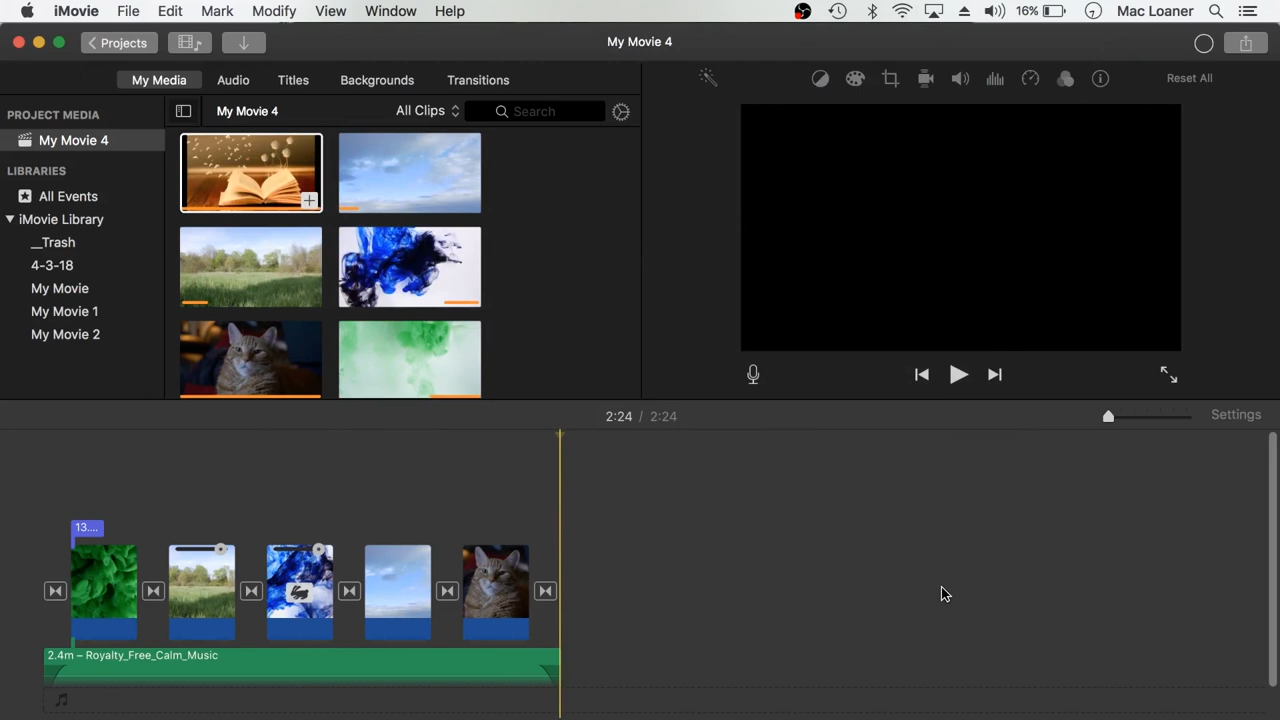 iMovie File Edit Mark Modify View Window Help 16% Mac Loaner
Projects My Movie 4
My Media Audio Titles Backgrounds Transitions Reset All
PROJECT MEDIA My Movie 4 All Clips Search
My Movie 4
LIBRARIES
All Events
iMovie Library
__Trash
4-3-18
My Movie
My Movie 1
My Movie 2
2:24 / 2:24 Settings
13....
2.4m – Royalty_Free_Calm_Music